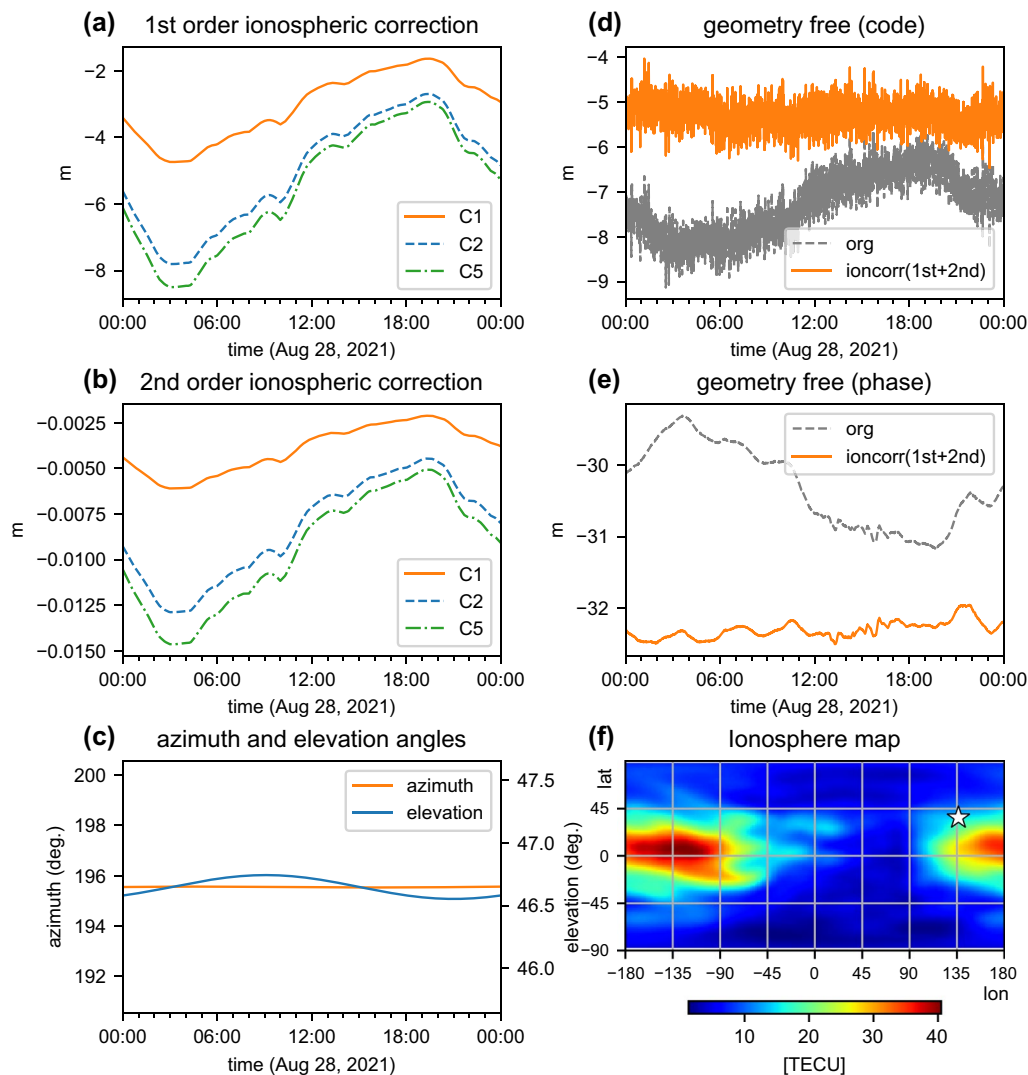 (a) 1st order ionospheric correction
−2
−4
−6
−8
m
C1
C2
C5
00:00 06:00 12:00 18:00 00:00
time (Aug 28, 2021)
(d) geometry free (code)
−4
−5
−6
−7
−8
−9
m
org
ioncorr(1st+2nd)
00:00 06:00 12:00 18:00 00:00
time (Aug 28, 2021)
(b) 2nd order ionospheric correction
−0.0025
−0.0050
−0.0075
−0.0100
−0.0125
−0.0150
m
C1
C2
C5
00:00 06:00 12:00 18:00 00:00
time (Aug 28, 2021)
(e) geometry free (phase)
−30
−31
−32
m
org
ioncorr(1st+2nd)
00:00 06:00 12:00 18:00 00:00
time (Aug 28, 2021)
(c) azimuth and elevation angles
200
198
196
194
192
azimuth (deg.)
azimuth
elevation
47.5
47.0
46.5
46.0
elevation (deg.)
00:00 06:00 12:00 18:00 00:00
time (Aug 28, 2021)
(f) Ionosphere map
lat
45
0
−45
−90
−180 −135 −90 −45 0 45 90 135 180
lon
10 20 30 40
[TECU]